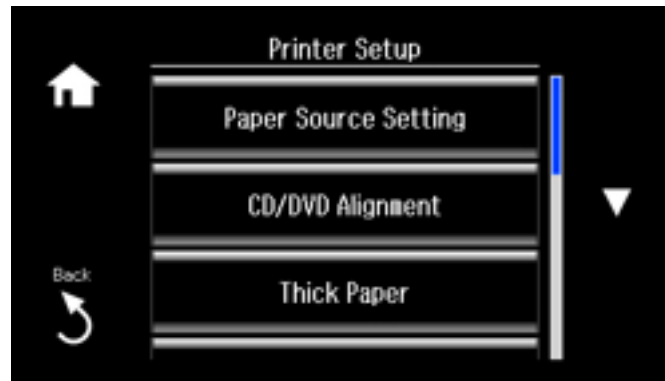 Printer Setup
Paper Source Setting
CD/DVD Alignment
Thick Paper
Back